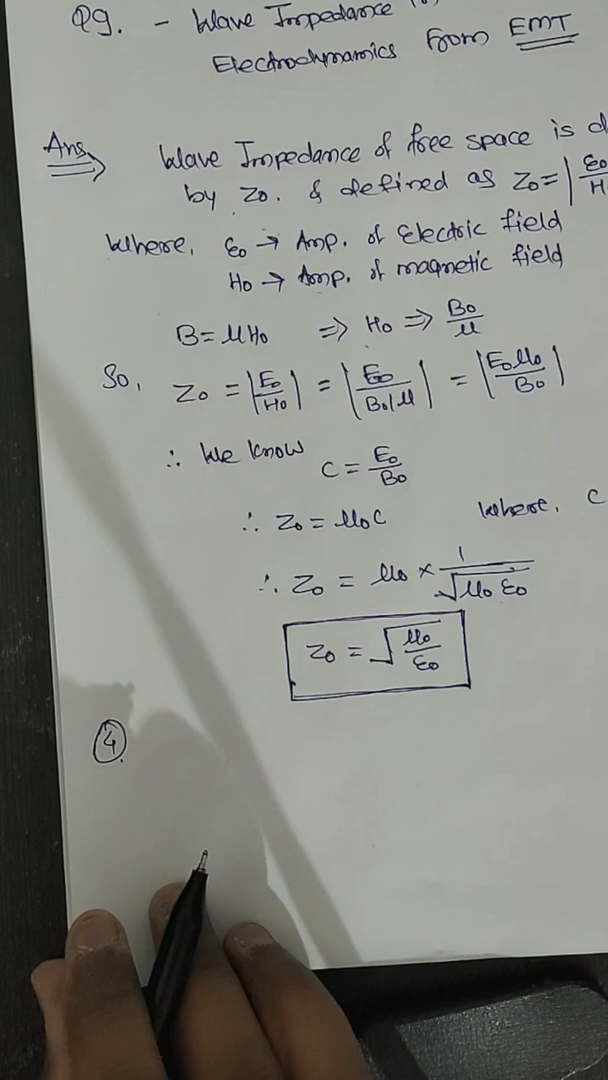 Q9. - Wave Impedance
Electrodynamics from EMT
Ans
Wave Impedance of free space is
by Z0. & defined as Z0 = |E0/H
Where, E0 → Amp. of Electric field
H0 → Amp. of magnetic field
B = μH0 ⇒ H0 ⇒ B0/μ
So, Z0 = |E0/H0| = |E0/B0/μ| = |E0μ0/B0|
∴ We know C = E0/B0
∴ Z0 = μ0C Where, C
∴ Z0 = μ0 × 1/√μ0 ε0
Z0 = √μ0/ε0
4